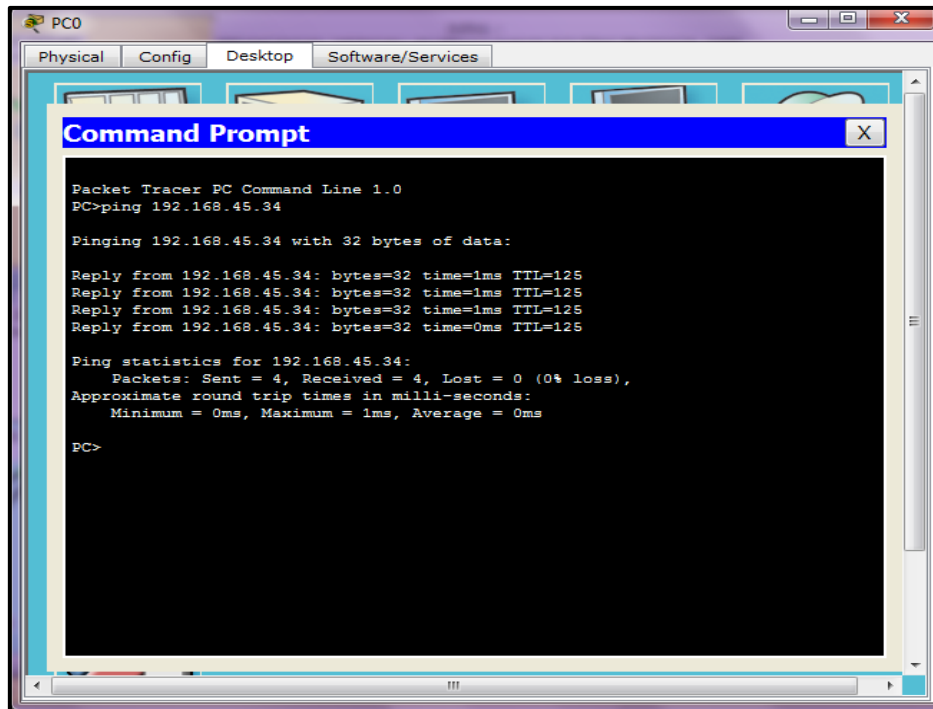 PC0
Physical Config Desktop Software/Services
Command Prompt X
Packet Tracer PC Command Line 1.0
PC>ping 192.168.45.34
Pinging 192.168.45.34 with 32 bytes of data:
Reply from 192.168.45.34: bytes=32 time=1ms TTL=125
Reply from 192.168.45.34: bytes=32 time=1ms TTL=125
Reply from 192.168.45.34: bytes=32 time=1ms TTL=125
Reply from 192.168.45.34: bytes=32 time=0ms TTL=125
Ping statistics for 192.168.45.34:
    Packets: Sent = 4, Received = 4, Lost = 0 (0% loss),
Approximate round trip times in milli-seconds:
    Minimum = 0ms, Maximum = 1ms, Average = 0ms
PC>